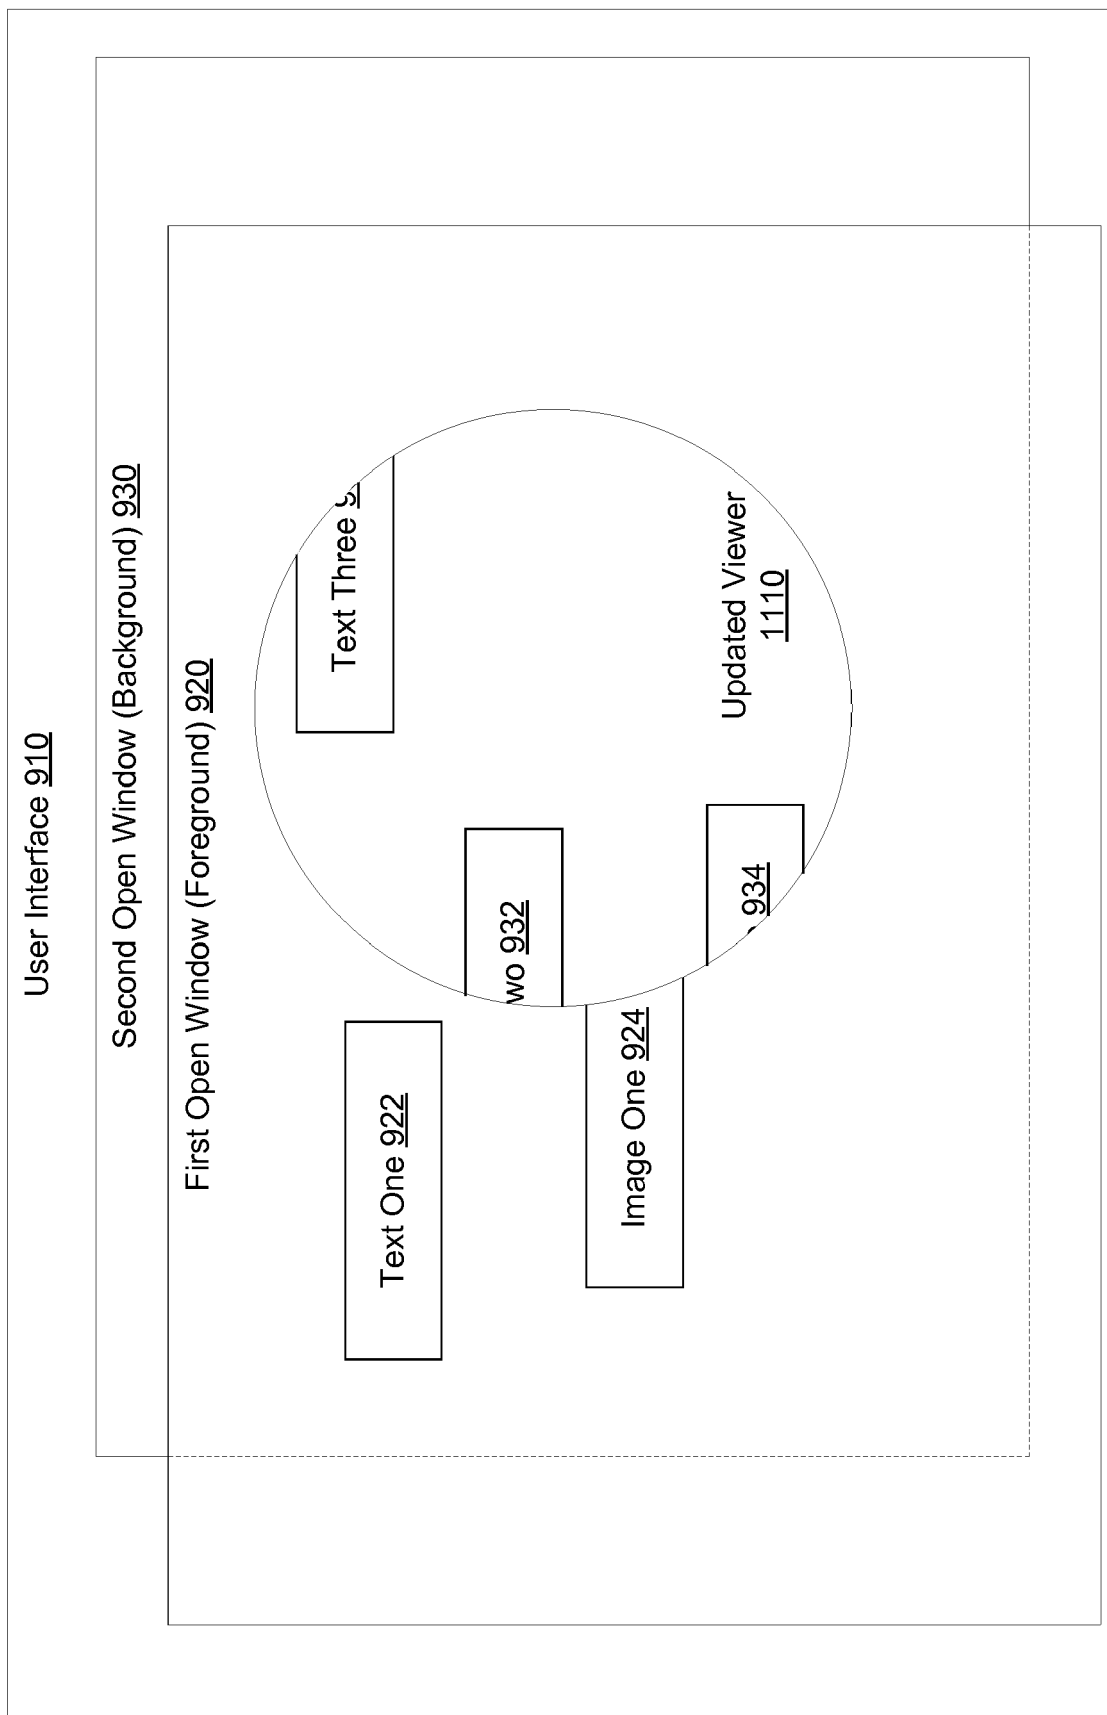 User Interface 910
Second Open Window (Background) 930
First Open Window (Foreground) 920
Text Three 9
Text One 922
wo 932
Image One 924
934
Updated Viewer
1110